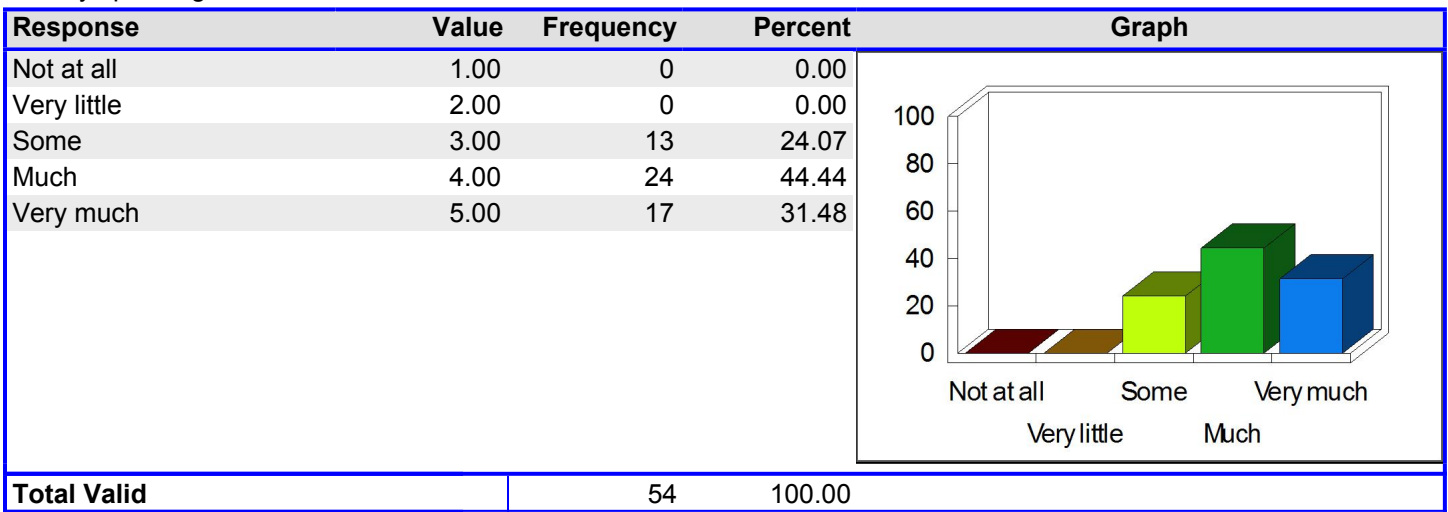 Response Value Frequency Percent Graph
Not at all 1.00 0 0.00
Very little 2.00 0 0.00
Some 3.00 13 24.07
Much 4.00 24 44.44
Very much 5.00 17 31.48
100
80
60
40
20
0
Not at all Some Very much
Very little Much
Total Valid 54 100.00